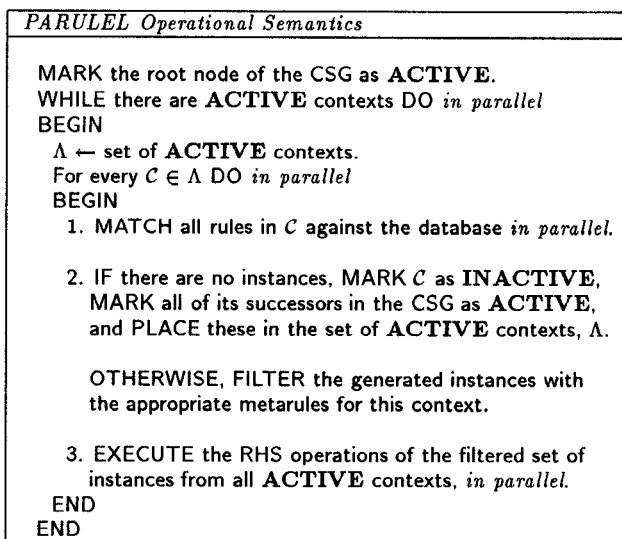 PARULEL Operational Semantics
MARK the root node of the CSG as ACTIVE.
WHILE there are ACTIVE contexts DO in parallel
BEGIN
Λ ← set of ACTIVE contexts.
For every 𝒞 ∈ Λ DO in parallel
BEGIN
1. MATCH all rules in 𝒞 against the database in parallel.
2. IF there are no instances, MARK 𝒞 as INACTIVE,
MARK all of its successors in the CSG as ACTIVE,
and PLACE these in the set of ACTIVE contexts, Λ.
OTHERWISE, FILTER the generated instances with
the appropriate metarules for this context.
3. EXECUTE the RHS operations of the filtered set of
instances from all ACTIVE contexts, in parallel.
END
END